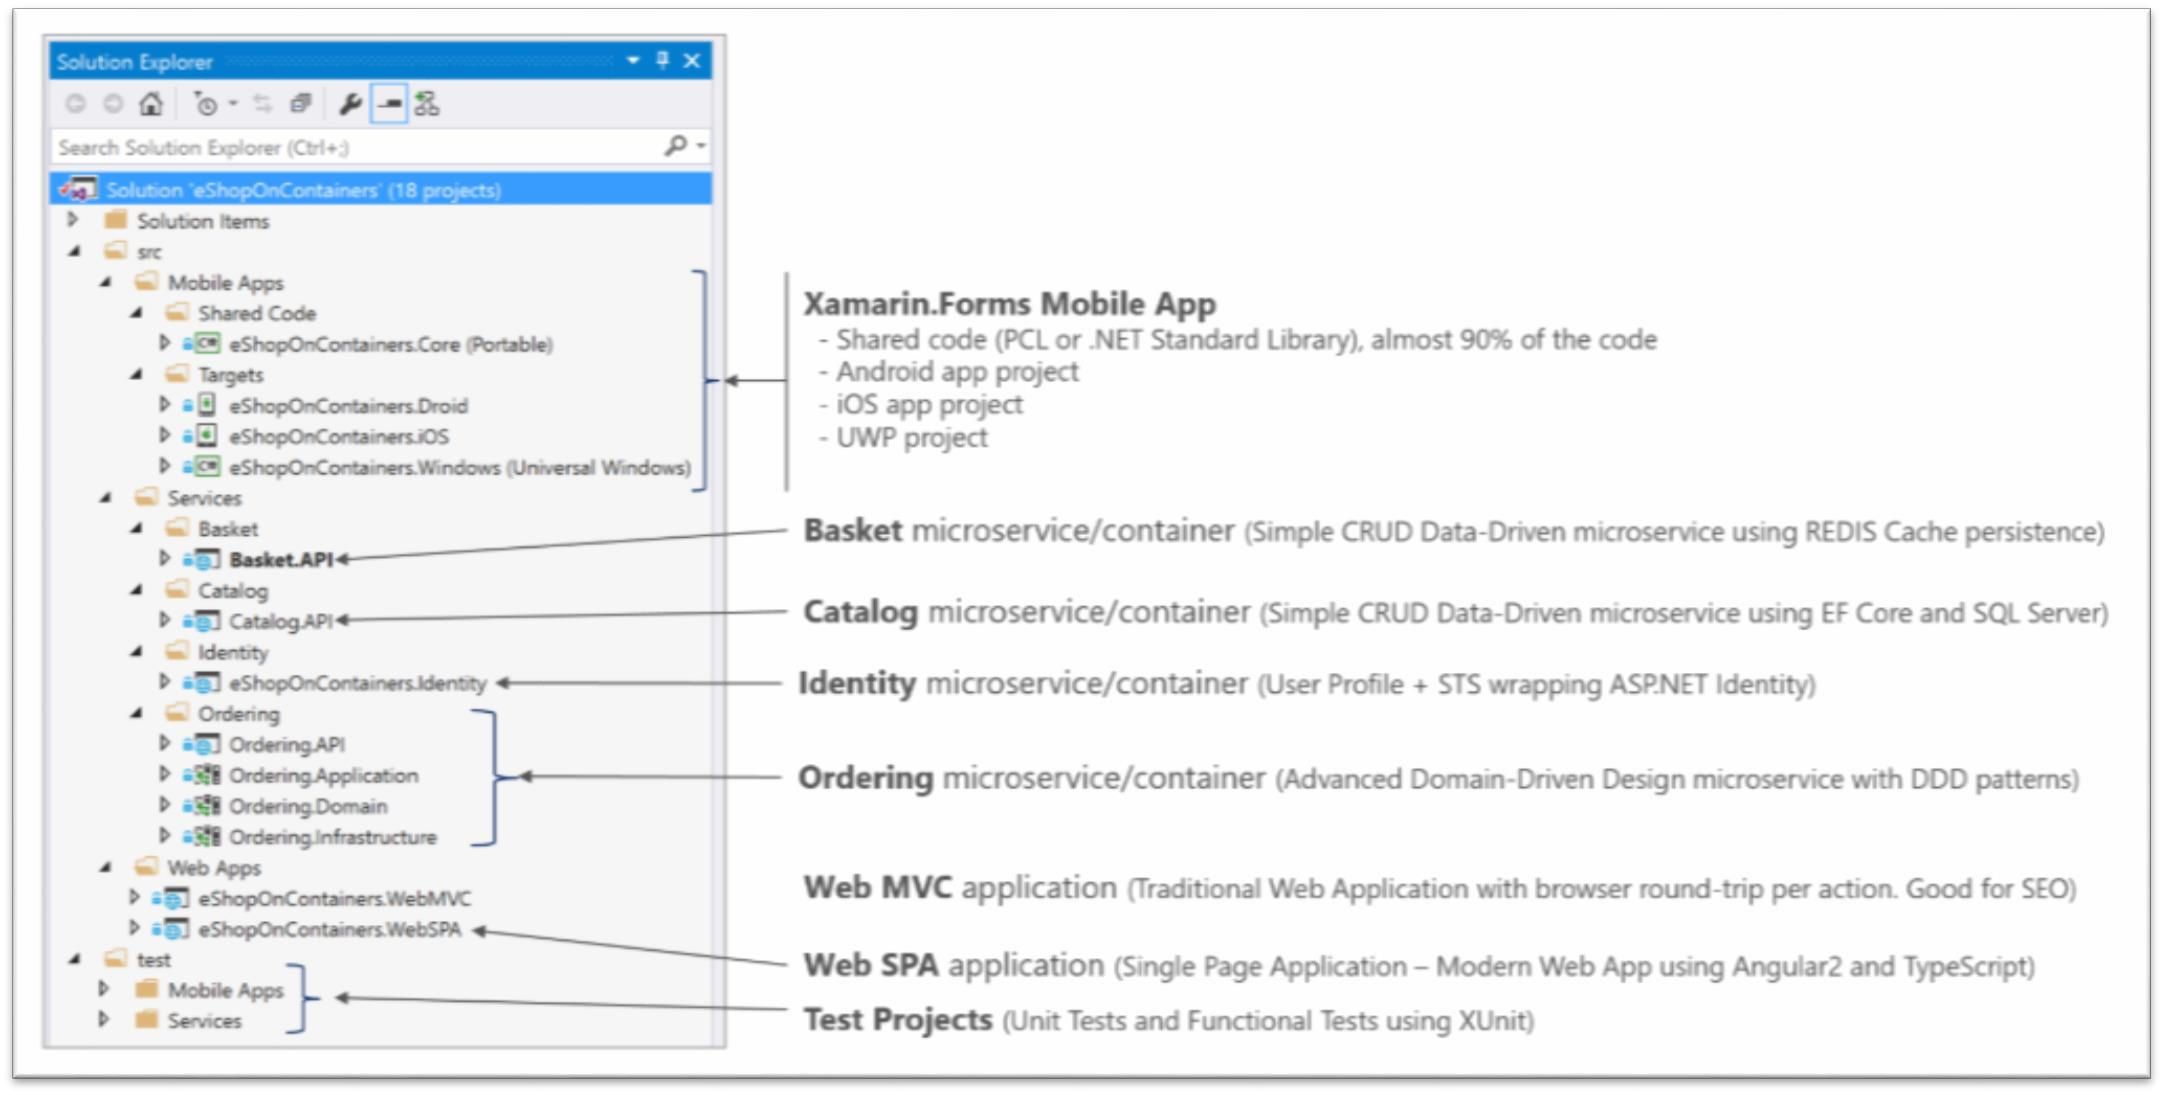 Solution Explorer
Search Solution Explorer (Ctrl+;)
Solution 'eShopOnContainers' (18 projects)
Solution Items
src
Mobile Apps
Shared Code
eShopOnContainers.Core (Portable)
Targets
eShopOnContainers.Droid
eShopOnContainers.iOS
eShopOnContainers.Windows (Universal Windows)
Services
Basket
Basket.API
Catalog
Catalog.API
Identity
eShopOnContainers.Identity
Ordering
Ordering.API
Ordering.Application
Ordering.Domain
Ordering.Infrastructure
Web Apps
eShopOnContainers.WebMVC
eShopOnContainers.WebSPA
test
Mobile Apps
Services
Xamarin.Forms Mobile App
- Shared code (PCL or .NET Standard Library), almost 90% of the code
- Android app project
- iOS app project
- UWP project
Basket microservice/container (Simple CRUD Data-Driven microservice using REDIS Cache persistence)
Catalog microservice/container (Simple CRUD Data-Driven microservice using EF Core and SQL Server)
Identity microservice/container (User Profile + STS wrapping ASP.NET Identity)
Ordering microservice/container (Advanced Domain-Driven Design microservice with DDD patterns)
Web MVC application (Traditional Web Application with browser round-trip per action. Good for SEO)
Web SPA application (Single Page Application – Modern Web App using Angular2 and TypeScript)
Test Projects (Unit Tests and Functional Tests using XUnit)